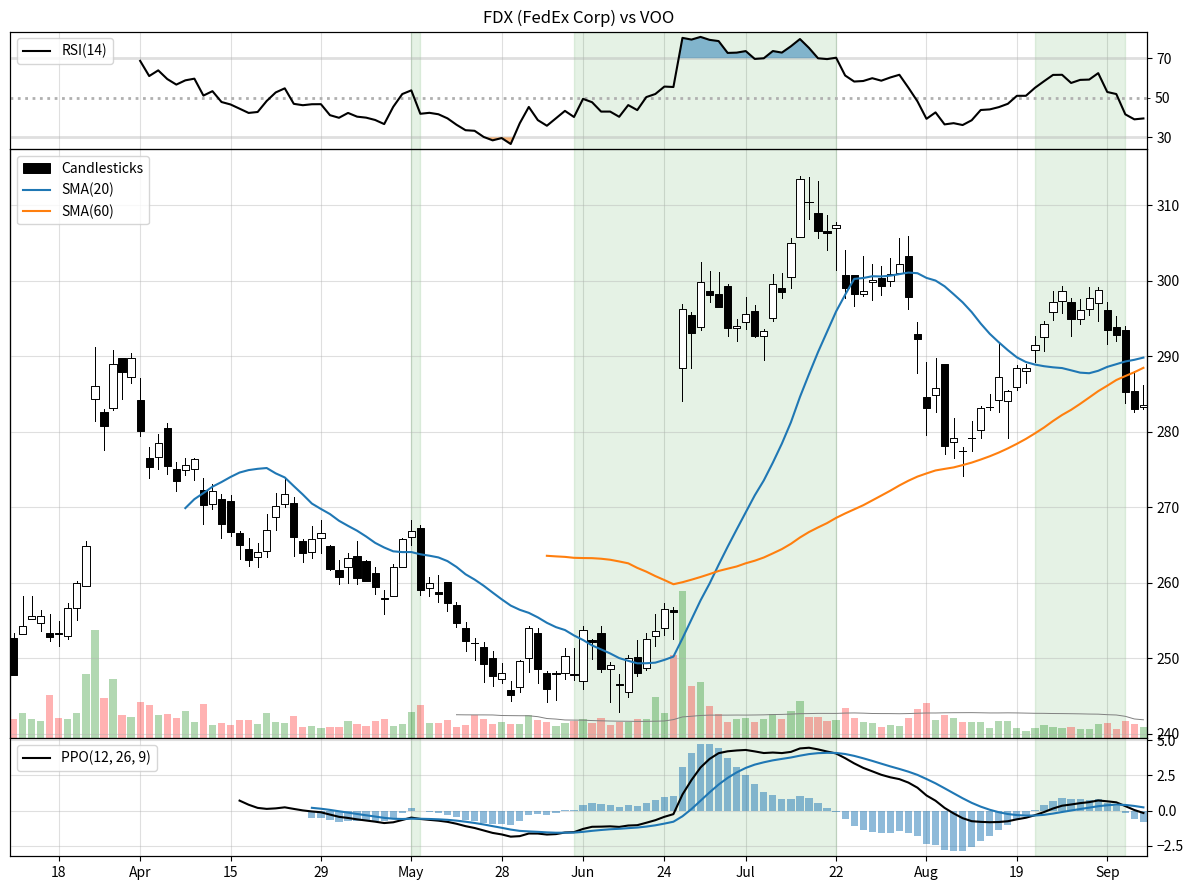 FDX (FedEx Corp) vs VOO
RSI(14)
70
50
30
Candlesticks
SMA(20)
SMA(60)
310
300
290
280
270
260
250
240
PPO(12, 26, 9)
5.0
2.5
0.0
−2.5
18 Apr 15 29 May 28 Jun 24 Jul 22 Aug 19 Sep